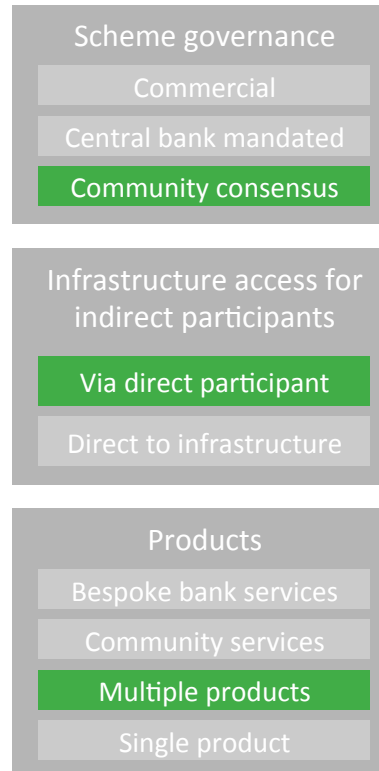 Scheme governance
Commercial
Central bank mandated
Community consensus
Infrastructure access for
indirect participants
Via direct participant
Direct to infrastructure
Products
Bespoke bank services
Community services
Multiple products
Single product